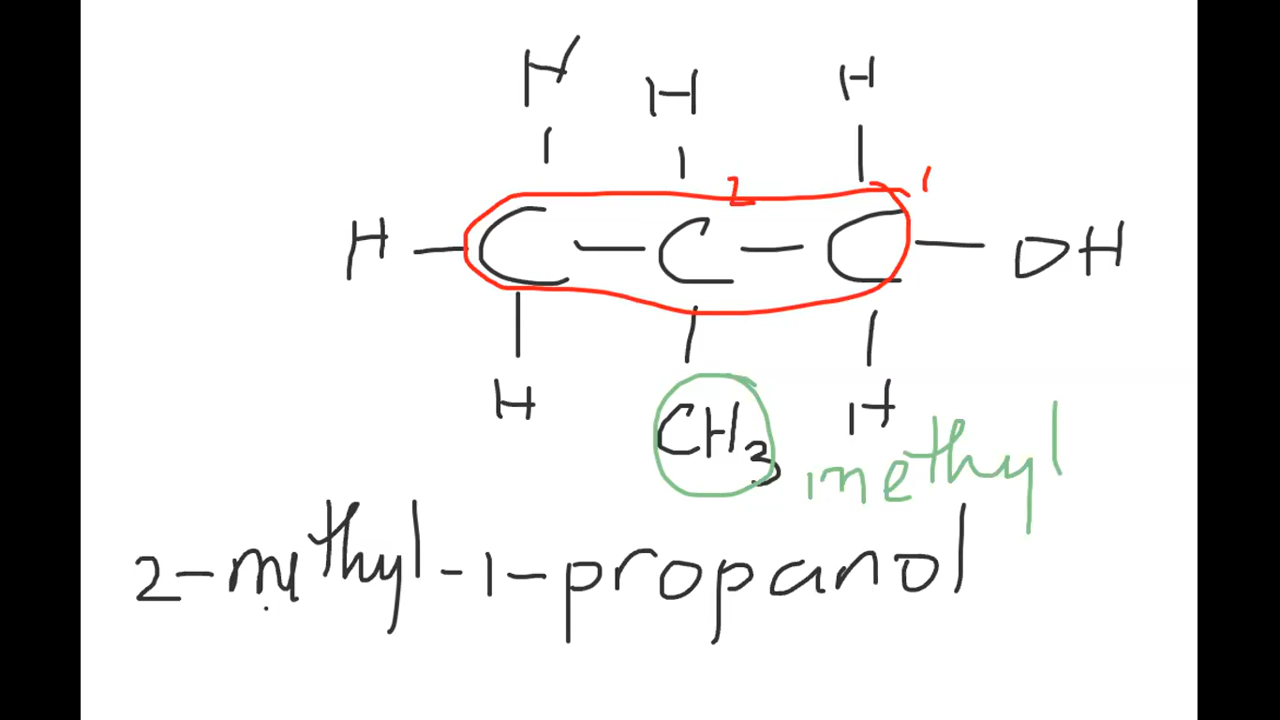 H H H
2 1
H - C - C - C - OH
H CH3 H
methyl
2-methyl-1-propanol